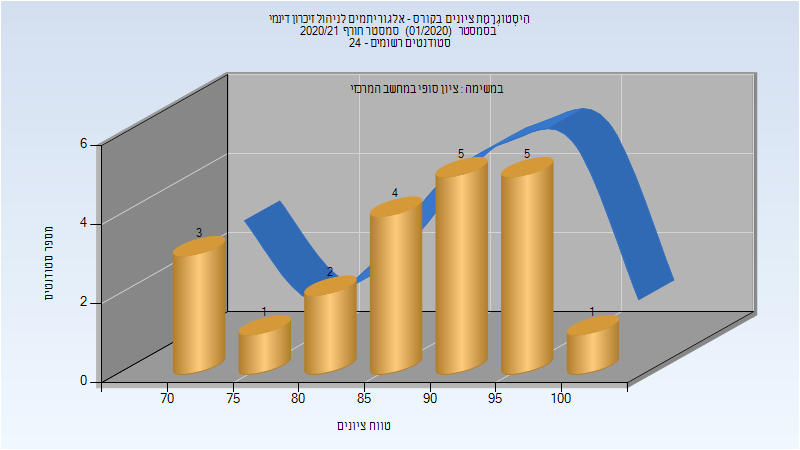 היסטוגרמת ציונים בקורס - אלגוריתמים לניהול זיכרון דינמי
בסמסטר (01/2020) סמסטר חורף 2020/21
סטודנטים רשומים - 24
במשימה : ציון סופי במחשב המרכזי
מספר סטודנטים
6
4
2
0
3
1
2
4
5
5
1
70 75 80 85 90 95 100
טווח ציונים